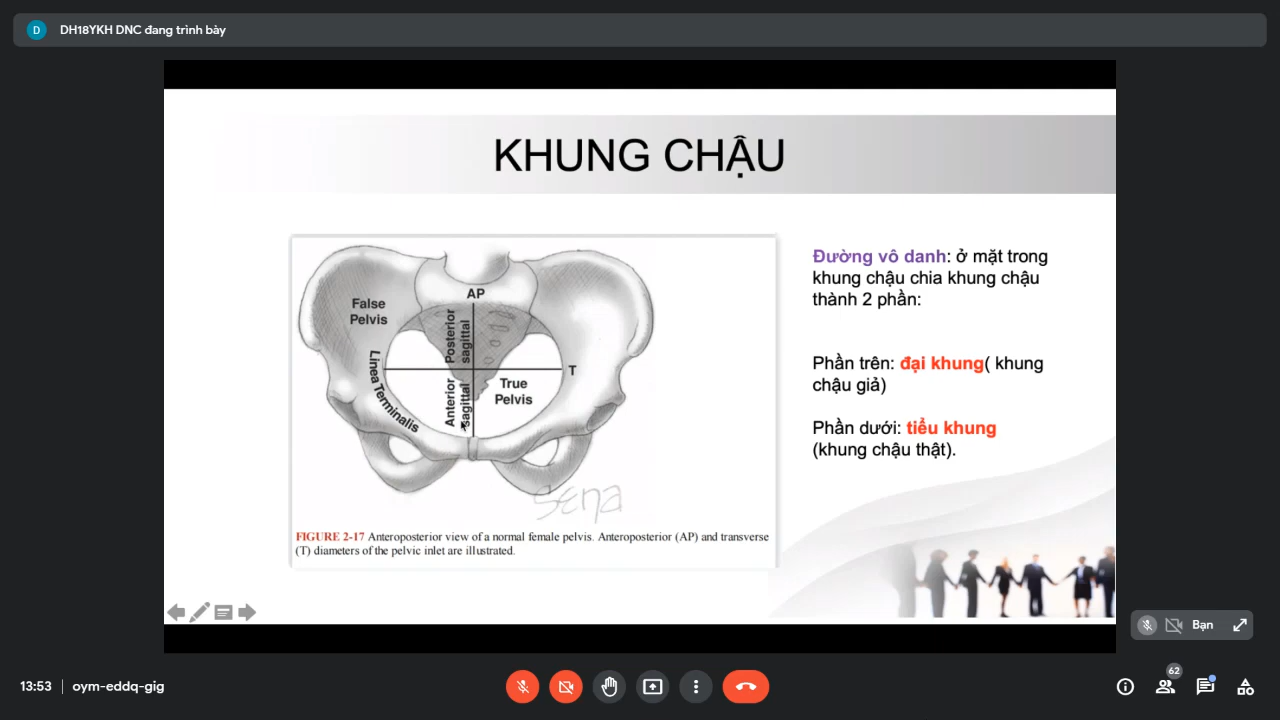 D DH18YKH DNC đang trình bày
KHUNG CHẬU
AP
False
Pelvis
Posterior
sagittal
T
Linea Terminalis
Anterior
sagittal
True
Pelvis
Sena
FIGURE 2-17 Anteroposterior view of a normal female pelvis. Anteroposterior (AP) and transverse
(T) diameters of the pelvic inlet are illustrated.
Đường vô danh: ở mặt trong
khung chậu chia khung chậu
thành 2 phần:
Phần trên: đại khung( khung
chậu giả)
Phần dưới: tiểu khung
(khung chậu thật).
Bạn
13:53 oym-eddq-gig
62